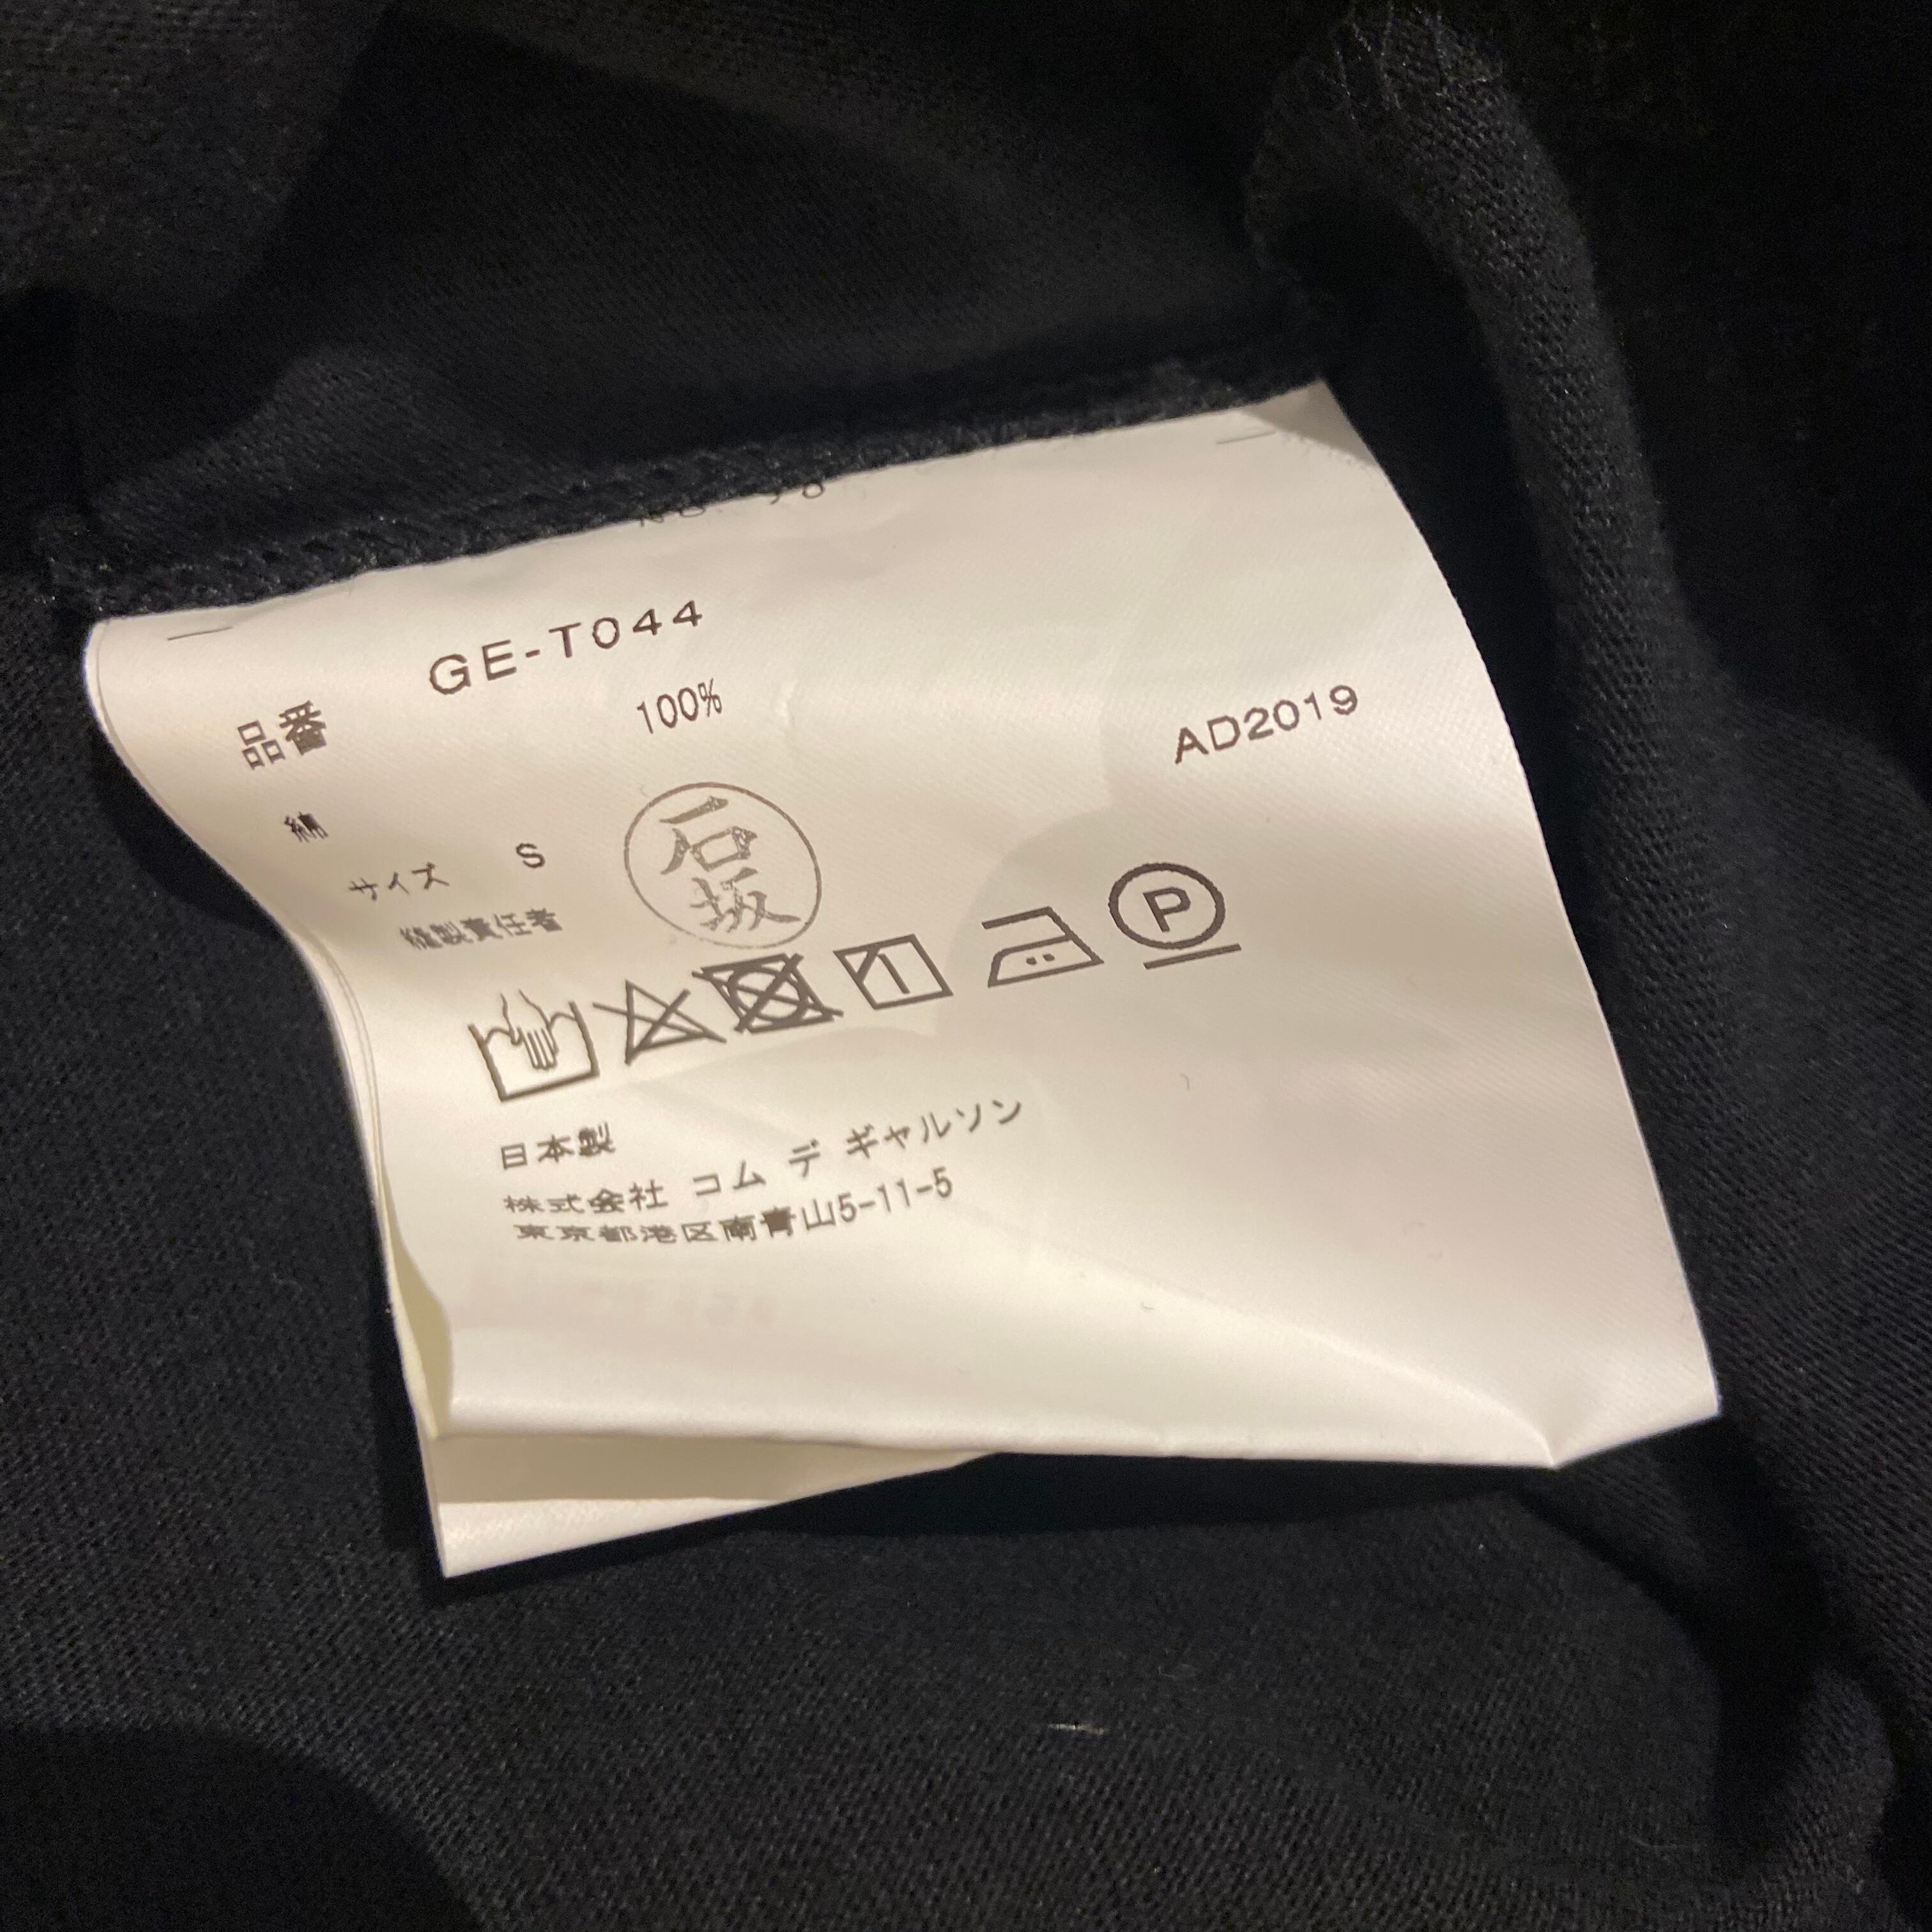 品番 GE-T044
綿 100%
AD2019
サイズ S
縫製責任者 石坂
P
日本製
株式会社 コム デ ギャルソン
東京都港区南青山5-11-5